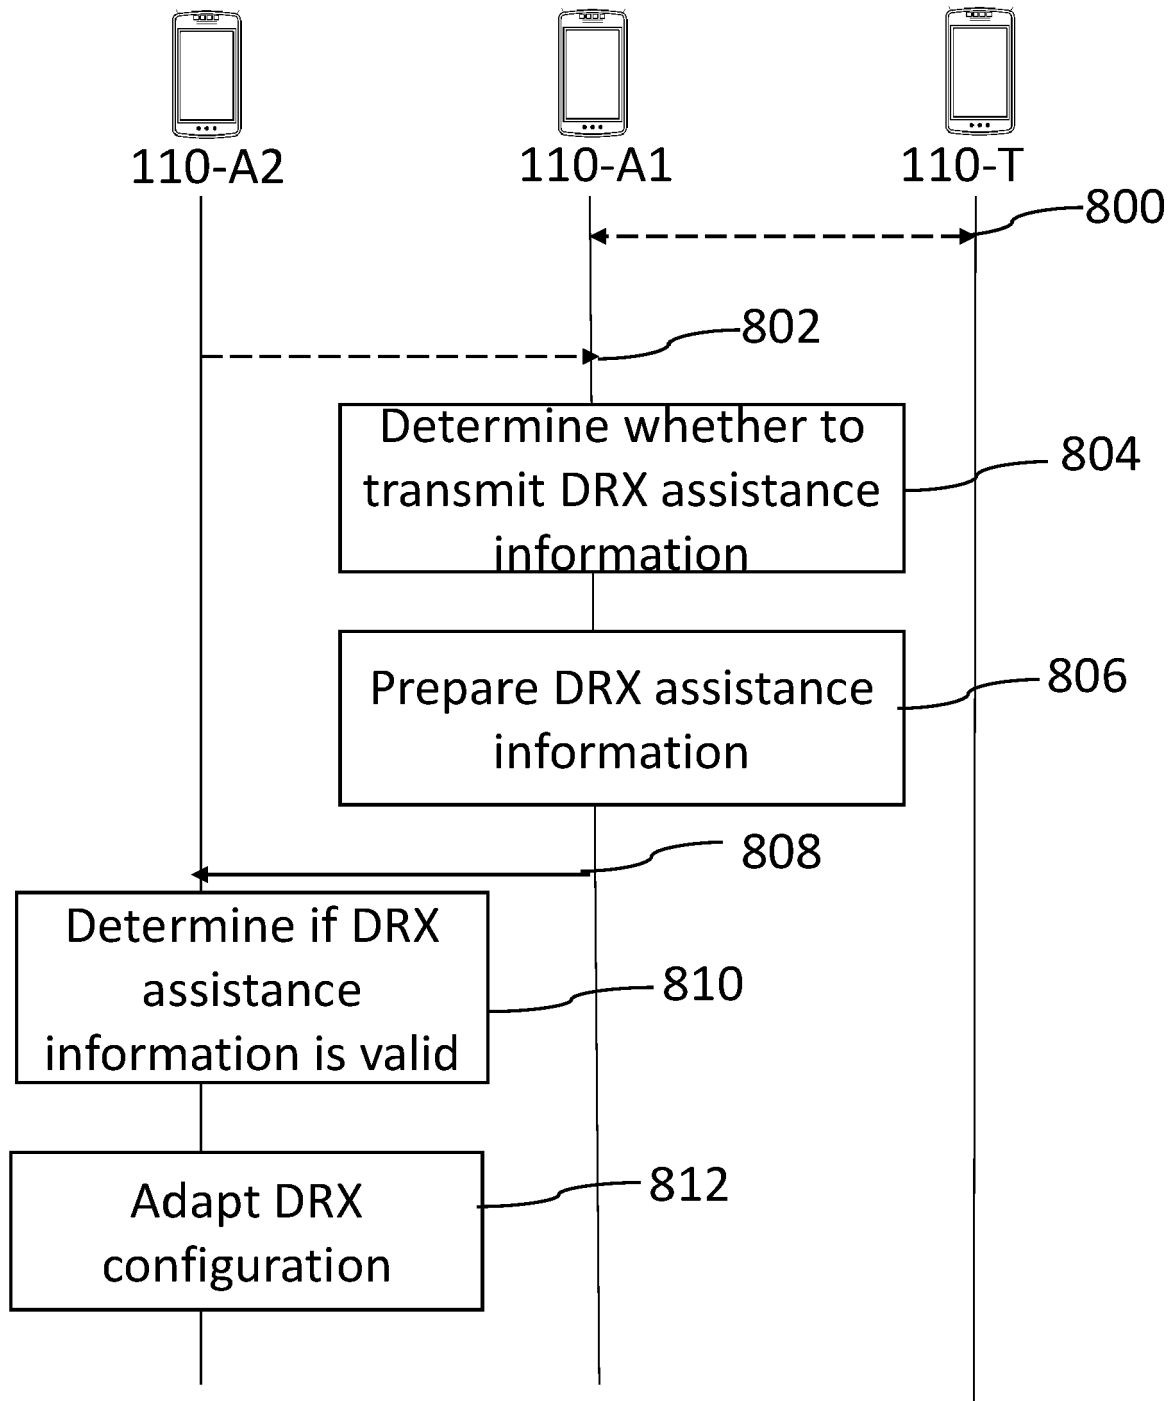 110-A2
110-A1
110-T
800
802
Determine whether to
transmit DRX assistance
information
804
Prepare DRX assistance
information
806
808
Determine if DRX
assistance
information is valid
810
Adapt DRX
configuration
812